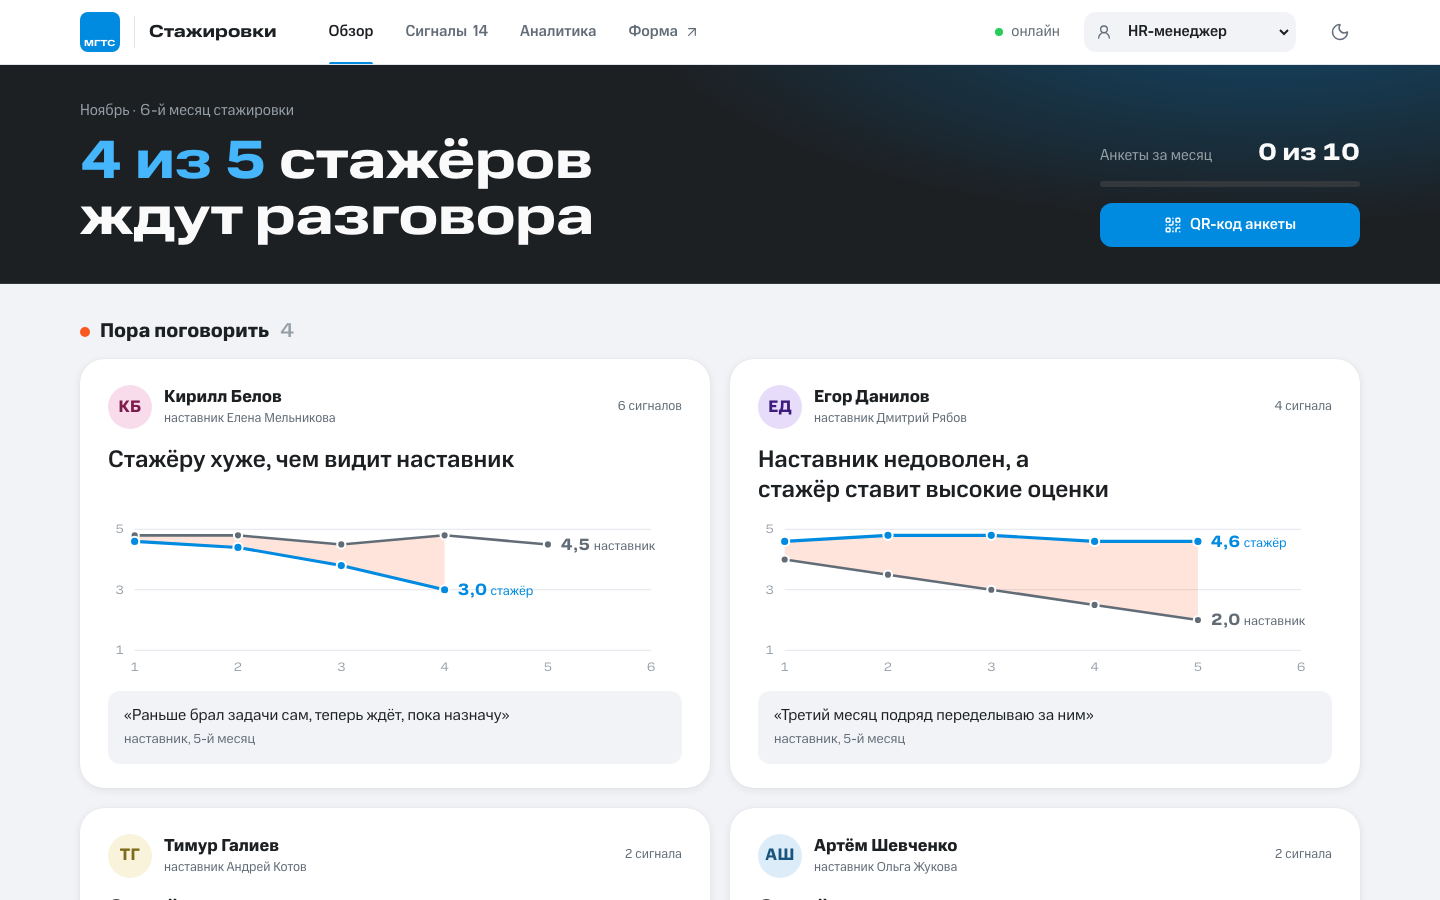 МГТС
Стажировки
Обзор
Сигналы 14
Аналитика
Форма
онлайн
HR-менеджер
Ноябрь · 6-й месяц стажировки
4 из 5 стажёров
ждут разговора
Анкеты за месяц 0 из 10
QR-код анкеты
Пора поговорить 4
КБ
Кирилл Белов
наставник Елена Мельникова
6 сигналов
Стажёру хуже, чем видит наставник
5
3
1
4,5 наставник
3,0 стажёр
1 2 3 4 5 6
«Раньше брал задачи сам, теперь ждёт, пока назначу»
наставник, 5-й месяц
ЕД
Егор Данилов
наставник Дмитрий Рябов
4 сигнала
Наставник недоволен, а
стажёр ставит высокие оценки
5
3
1
4,6 стажёр
2,0 наставник
1 2 3 4 5 6
«Третий месяц подряд переделываю за ним»
наставник, 5-й месяц
ТГ
Тимур Галиев
наставник Андрей Котов
2 сигнала
АШ
Артём Шевченко
наставник Ольга Жукова
2 сигнала